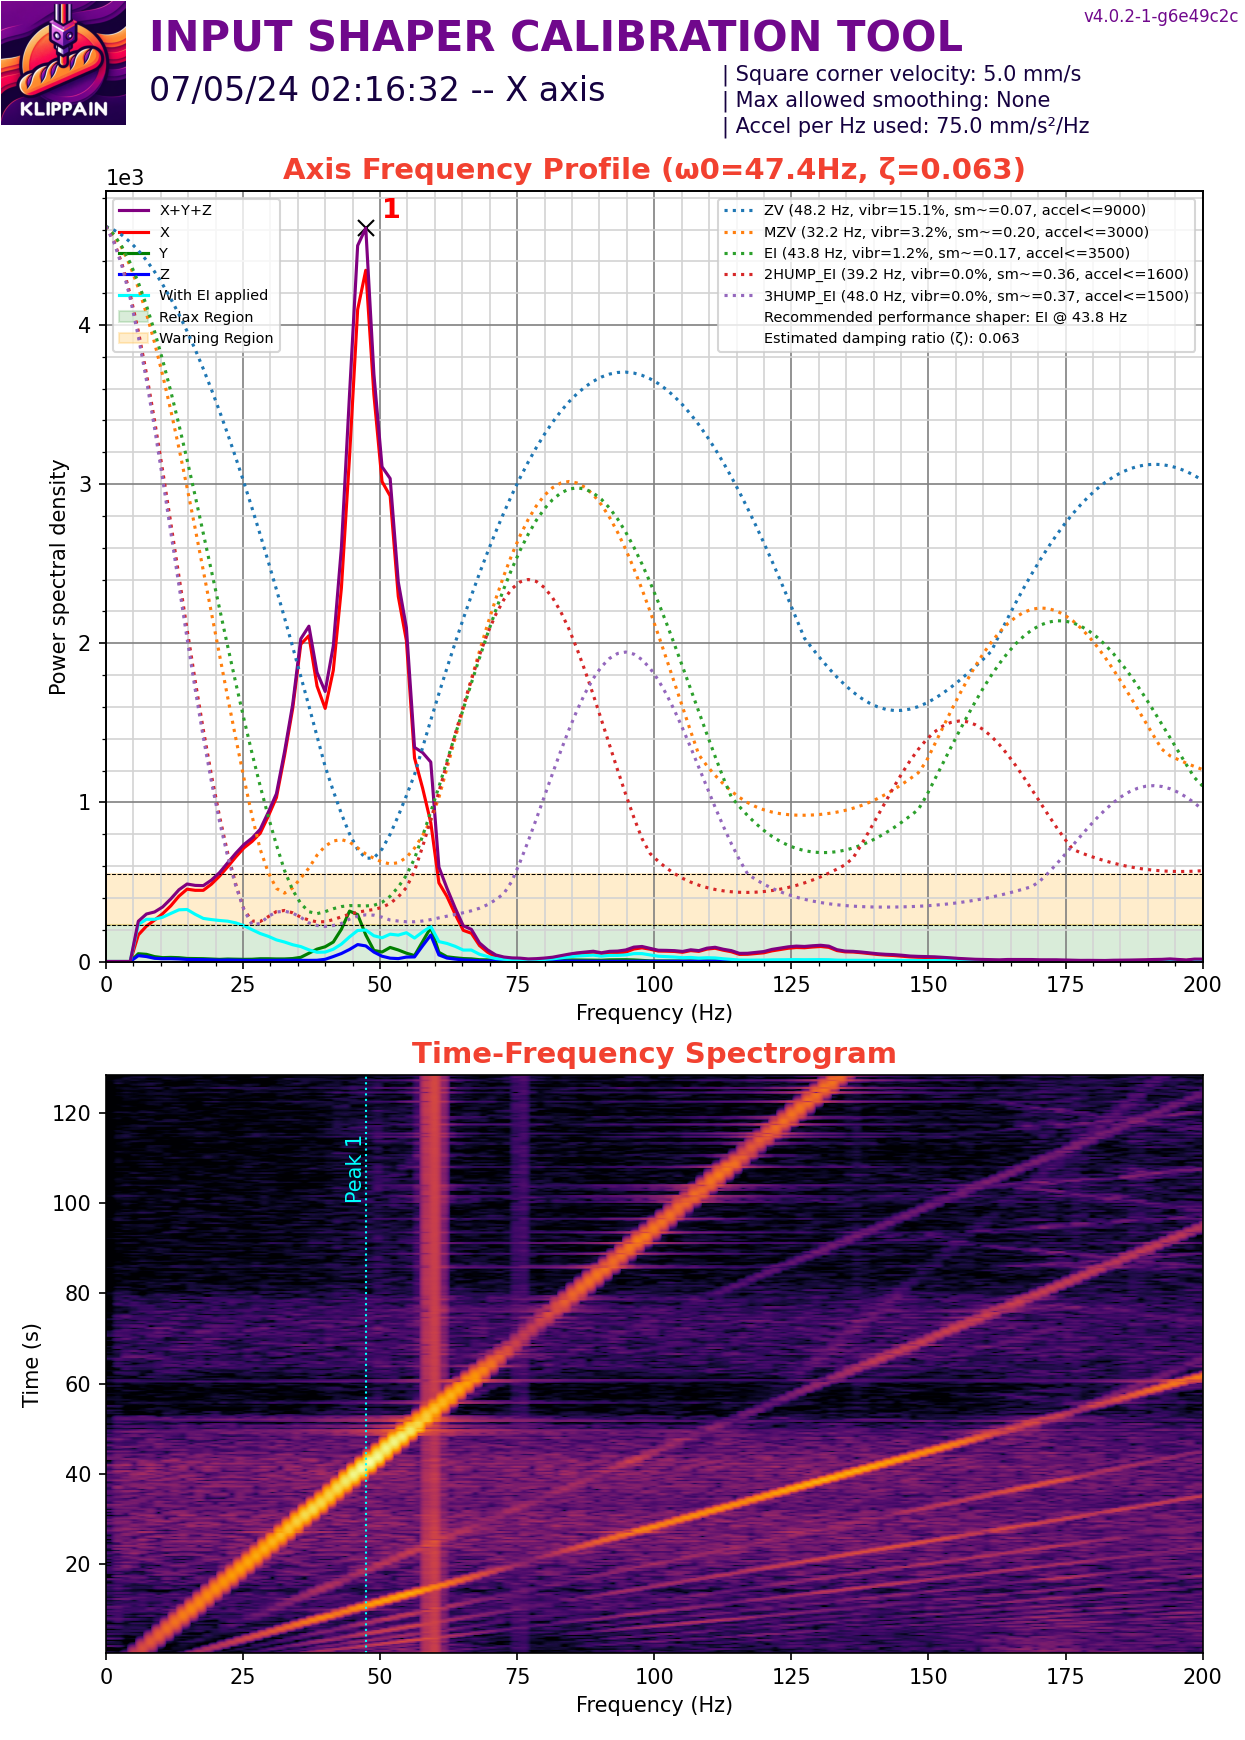 v4.0.2-1-g6e49c2c
INPUT SHAPER CALIBRATION TOOL
07/05/24 02:16:32 -- X axis
| Square corner velocity: 5.0 mm/s
| Max allowed smoothing: None
| Accel per Hz used: 75.0 mm/s²/Hz
KLIPPAIN
Axis Frequency Profile (ω0=47.4Hz, ζ=0.063)
1e3
1
X+Y+Z
X
Y
Z
With EI applied
Relax Region
Warning Region
ZV (48.2 Hz, vibr=15.1%, sm~=0.07, accel<=9000)
MZV (32.2 Hz, vibr=3.2%, sm~=0.20, accel<=3000)
EI (43.8 Hz, vibr=1.2%, sm~=0.17, accel<=3500)
2HUMP_EI (39.2 Hz, vibr=0.0%, sm~=0.36, accel<=1600)
3HUMP_EI (48.0 Hz, vibr=0.0%, sm~=0.37, accel<=1500)
Recommended performance shaper: EI @ 43.8 Hz
Estimated damping ratio (ζ): 0.063
Power spectral density
4
3
2
1
0
0 25 50 75 100 125 150 175 200
Frequency (Hz)
Time-Frequency Spectrogram
Peak 1
Time (s)
120
100
80
60
40
20
0 25 50 75 100 125 150 175 200
Frequency (Hz)